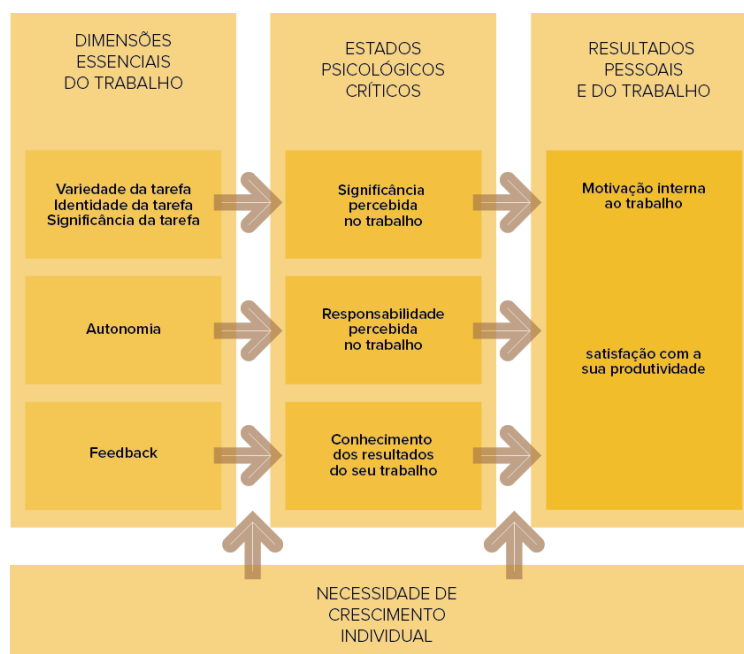 DIMENSÕES
ESSENCIAIS
DO TRABALHO
ESTADOS
PSICOLÓGICOS
CRÍTICOS
RESULTADOS
PESSOAIS
E DO TRABALHO
Variedade da tarefa
Identidade da tarefa
Significância da tarefa
Significância
percebida
no trabalho
Motivação interna
ao trabalho
Autonomia
Responsabilidade
percebida
no trabalho
satisfação com a
sua produtividade
Feedback
Conhecimento
dos resultados
do seu trabalho
NECESSIDADE DE
CRESCIMENTO
INDIVIDUAL